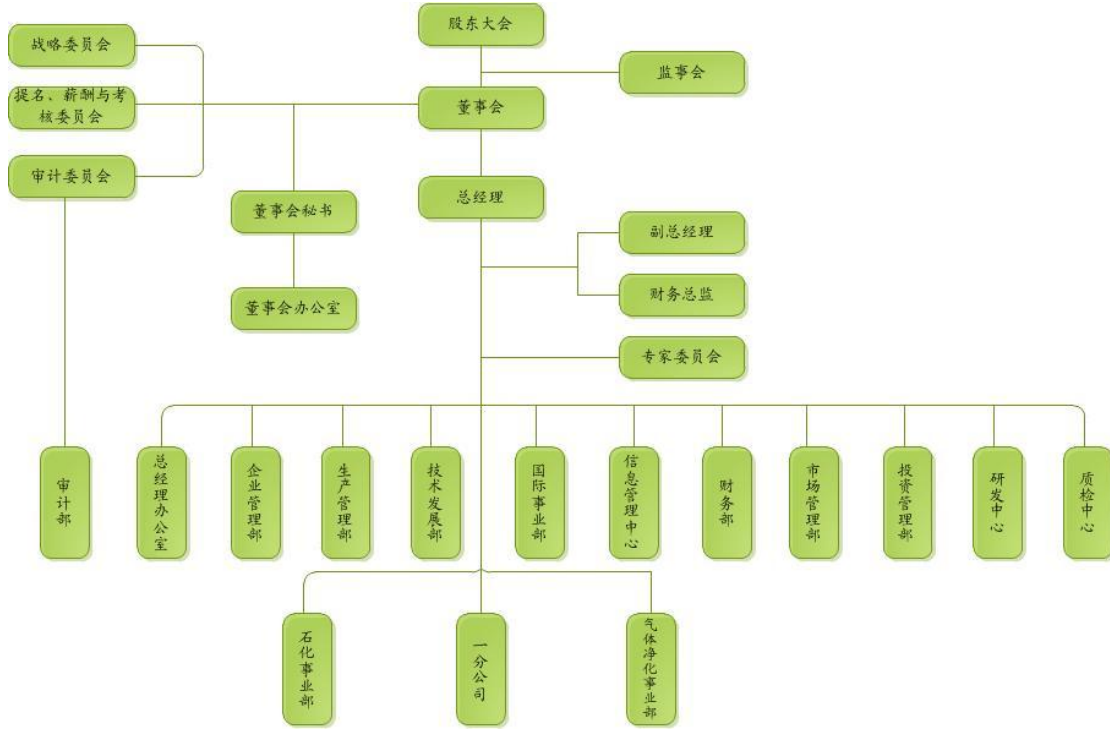 股东大会
战略委员会
监事会
提名、薪酬与考
核委员会
董事会
审计委员会
总经理
董事会秘书
副总经理
董事会办公室
财务总监
专家委员会
审计部
总经理办公室
企业管理部
生产管理部
技术发展部
国际事业部
信息管理中心
财务部
市场管理部
投资管理部
研发中心
质检中心
石化事业部
一分公司
气体净化事业部